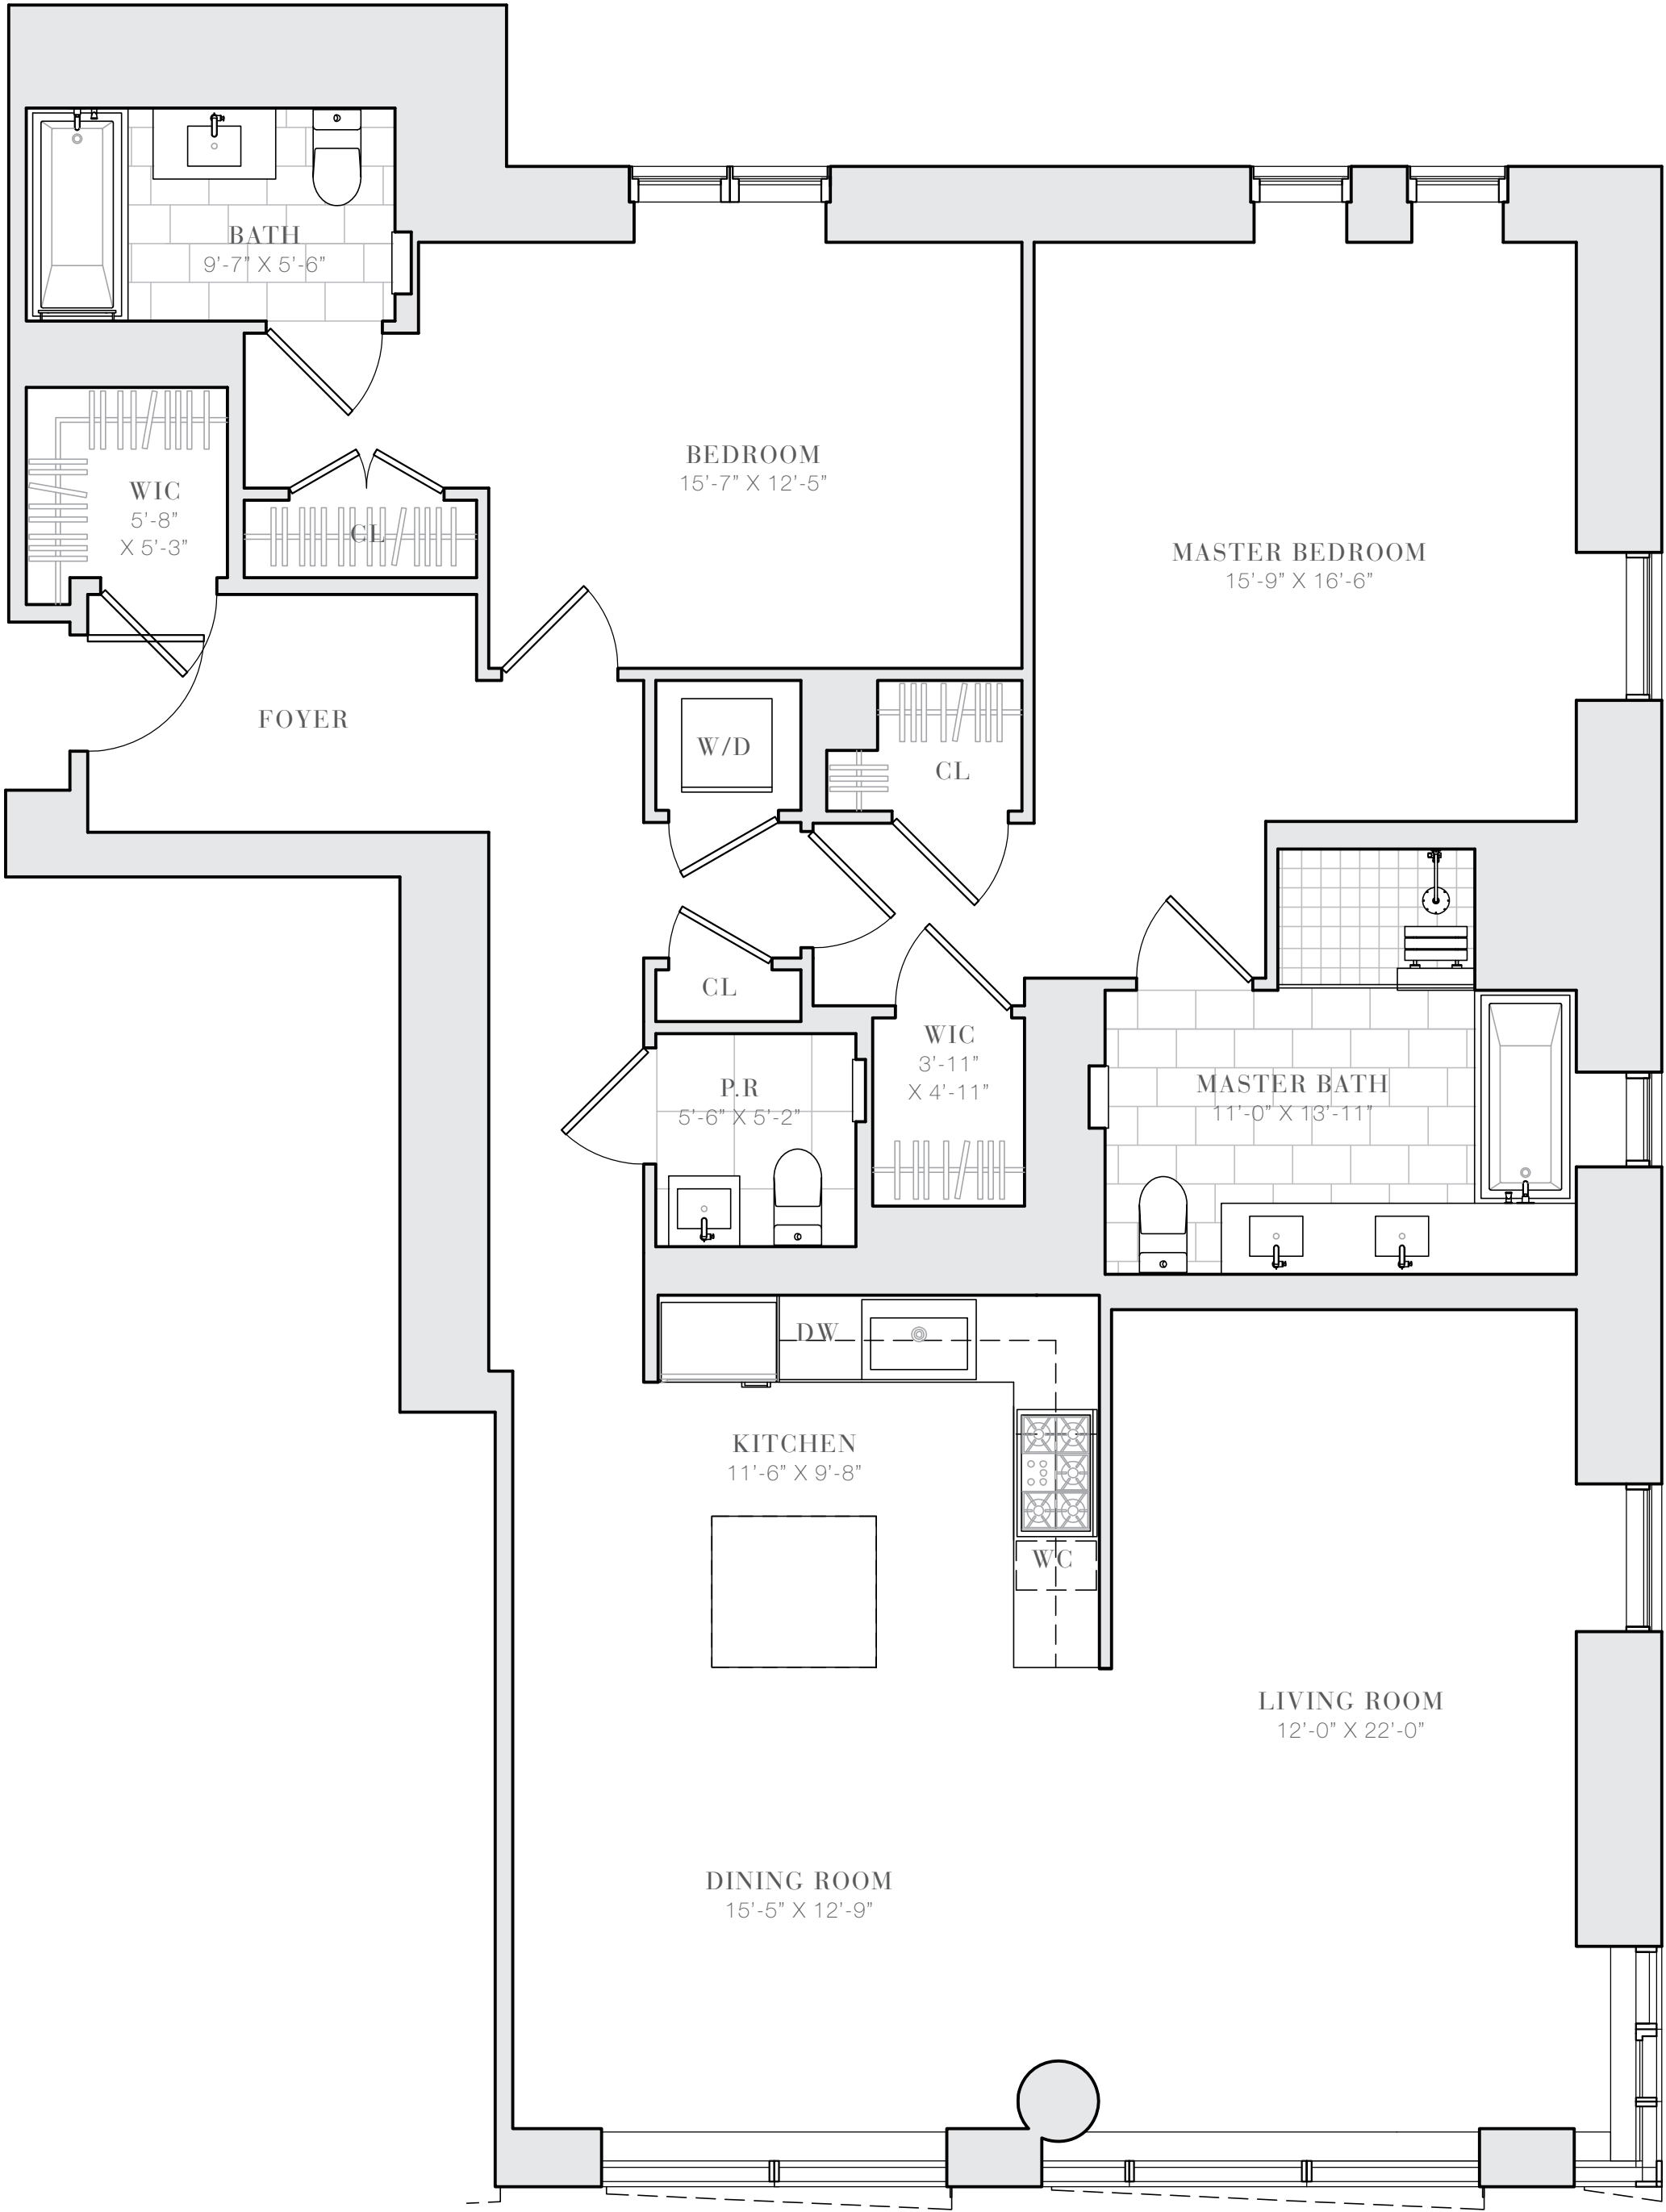 BATH
9'-7" X 5'-6"
BEDROOM
15'-7" X 12'-5"
WIC
5'-8"
X 5'-3"
CL
MASTER BEDROOM
15'-9" X 16'-6"
FOYER
W/D
CL
CL
WIC
3'-11"
X 4'-11"
P.R
5'-6" X 5'-2"
MASTER BATH
11'-0" X 13'-11"
DW
KITCHEN
11'-6" X 9'-8"
WC
LIVING ROOM
12'-0" X 22'-0"
DINING ROOM
15'-5" X 12'-9"